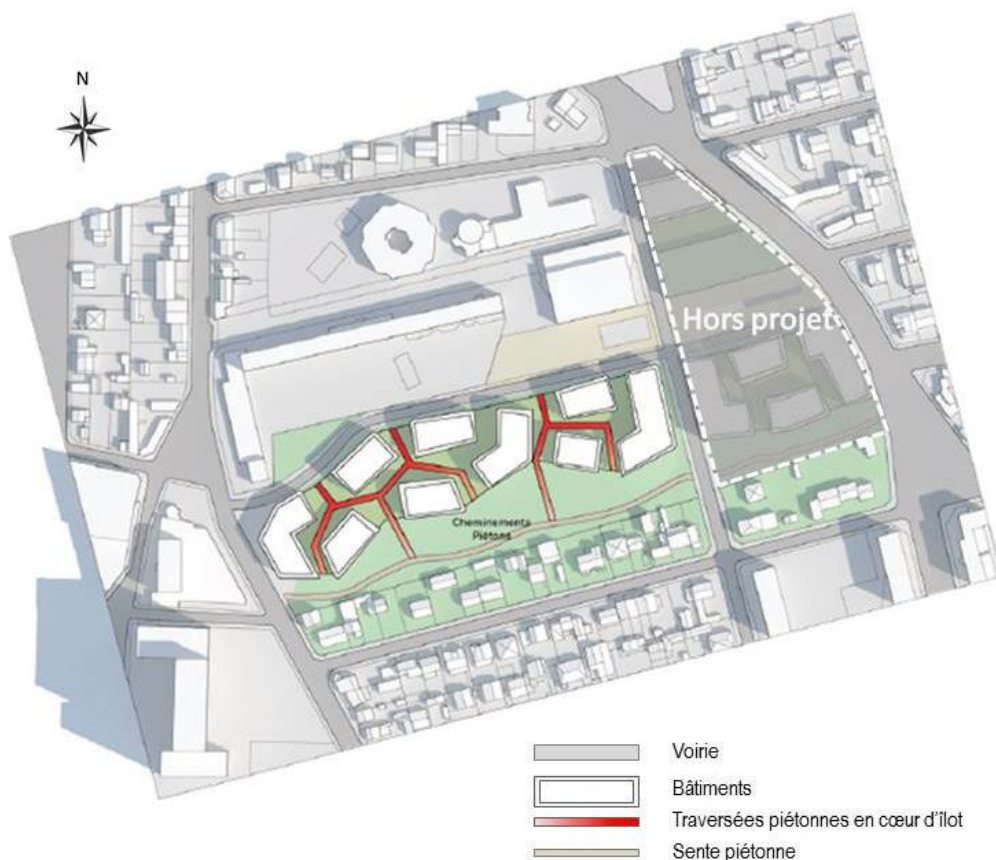 N
Hors projet
Cheminements
Piétons
Voirie
Bâtiments
Traversées piétonnes en cœur d'îlot
Sente piétonne